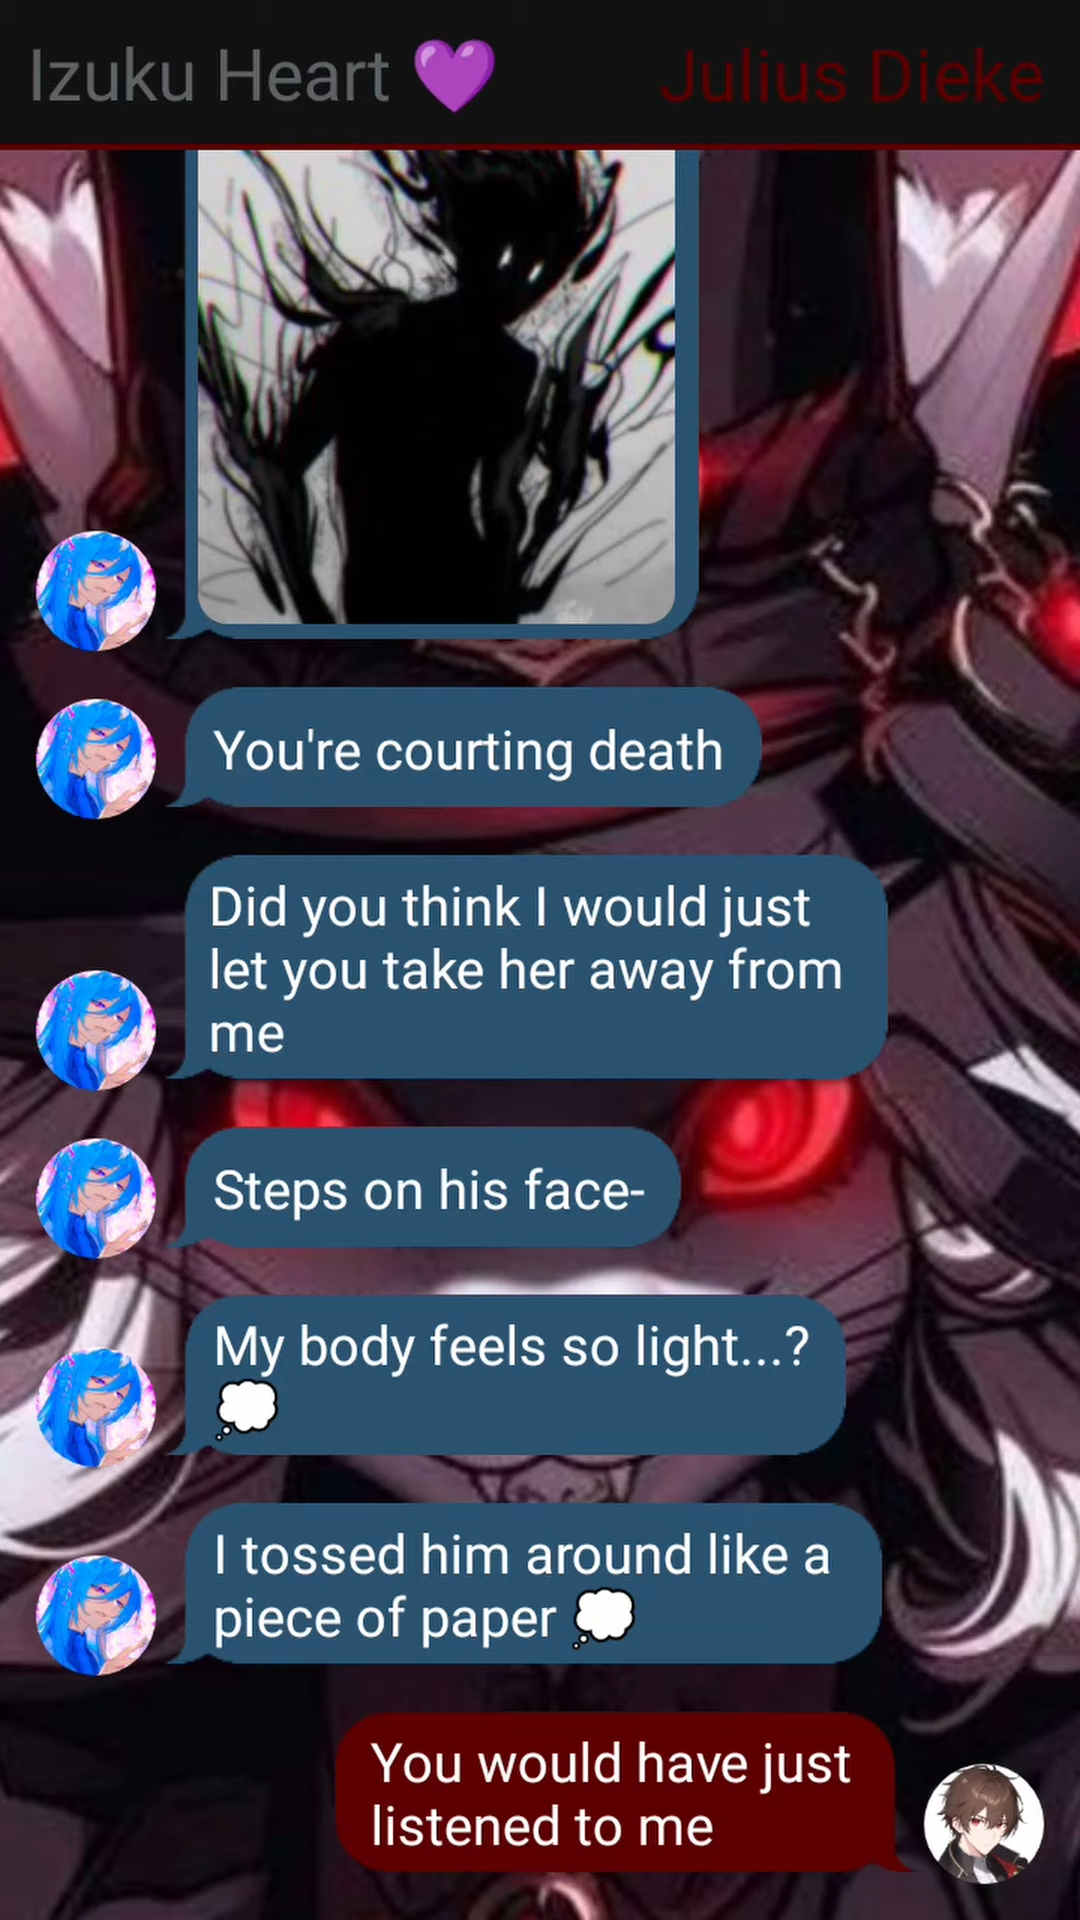 Izuku Heart 💜
Julius Dieke
You're courting death
Did you think I would just
let you take her away from
me
Steps on his face-
My body feels so light...?
💭
I tossed him around like a
piece of paper 💭
You would have just
listened to me